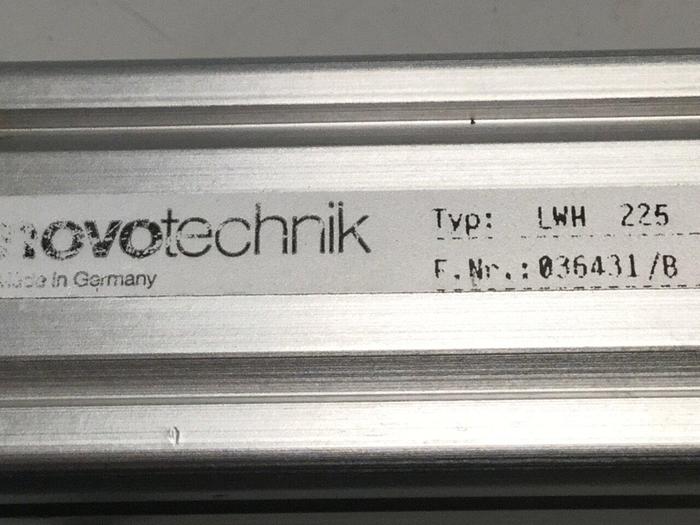 novotechnik
Made in Germany
Typ: LWH 225
F.Nr.:036431/B